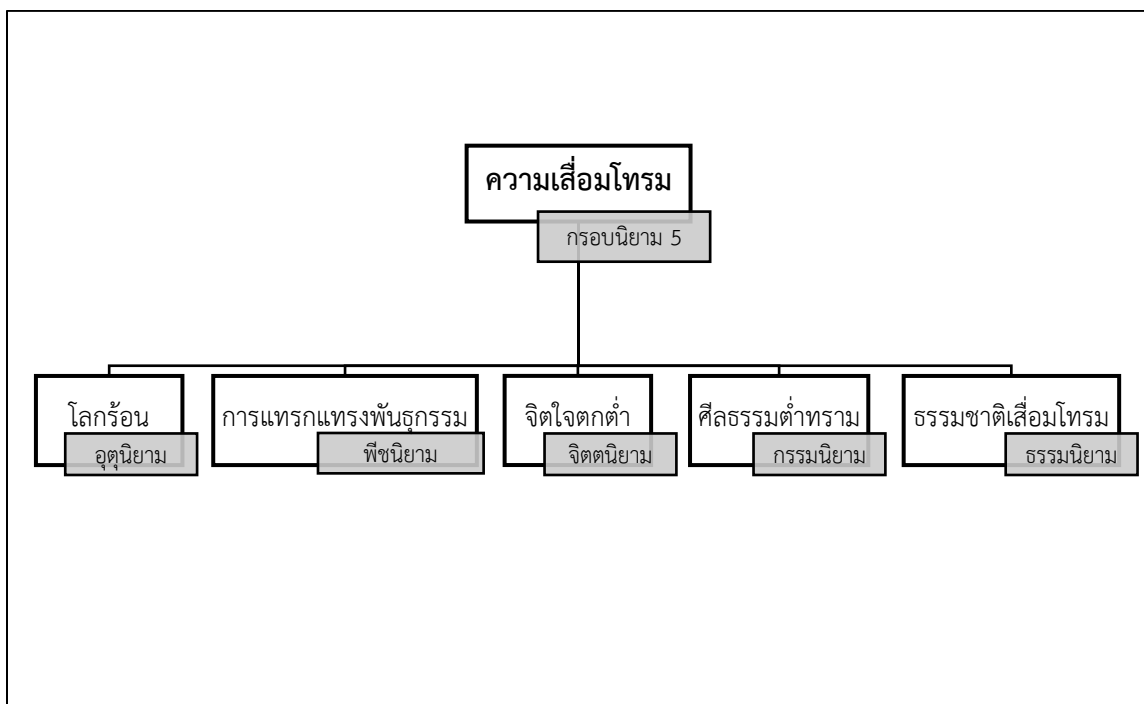 ความเสื่อมโทรม
กรอบนิยาม 5
โลกร้อน
อุตุนิยาม
การแทรกแทรงพันธุกรรม
พีชนิยาม
จิตใจตกต่ำ
จิตตนิยาม
ศีลธรรมต่ำทราม
กรรมนิยาม
ธรรมชาติเสื่อมโทรม
ธรรมนิยาม